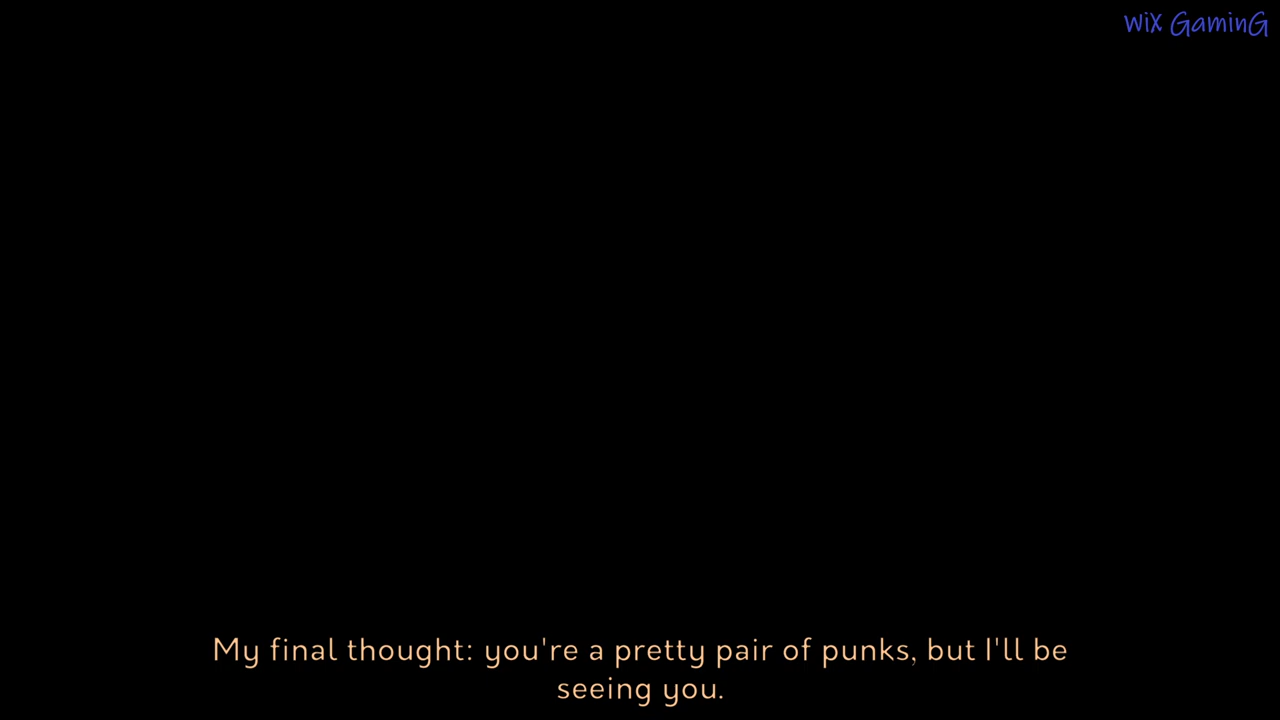 WiX GaminG
My final thought: you're a pretty pair of punks, but I'll be
seeing you.